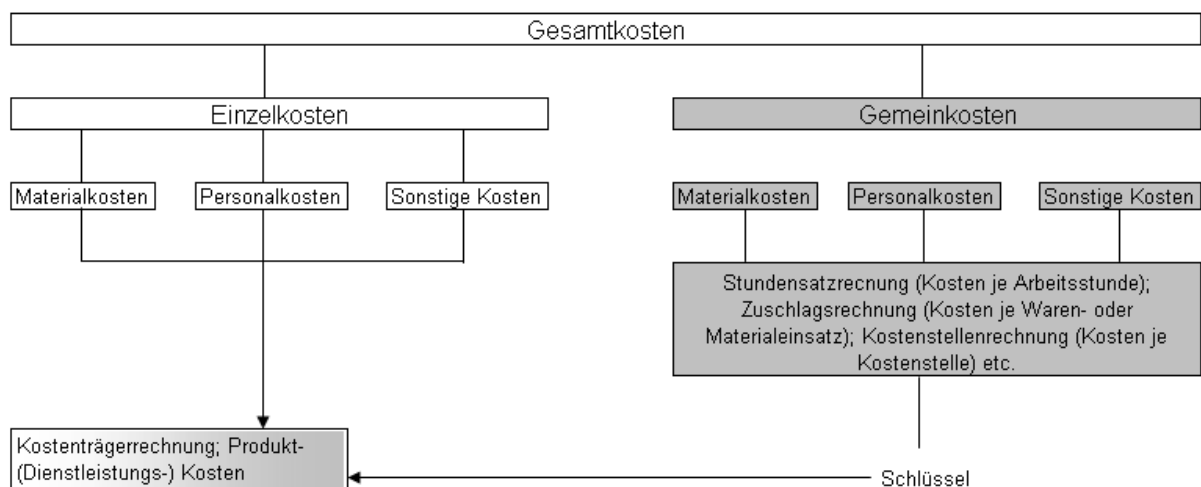 Gesamtkosten
Einzelkosten
Gemeinkosten
Materialkosten
Personalkosten
Sonstige Kosten
Materialkosten
Personalkosten
Sonstige Kosten
Stundensatzrecnung (Kosten je Arbeitsstunde);
Zuschlagsrechnung (Kosten je Waren- oder
Materialeinsatz); Kostenstellenrechnung (Kosten je
Kostenstelle) etc.
Kostenträgerrechnung; Produkt-
(Dienstleistungs-) Kosten
Schlüssel